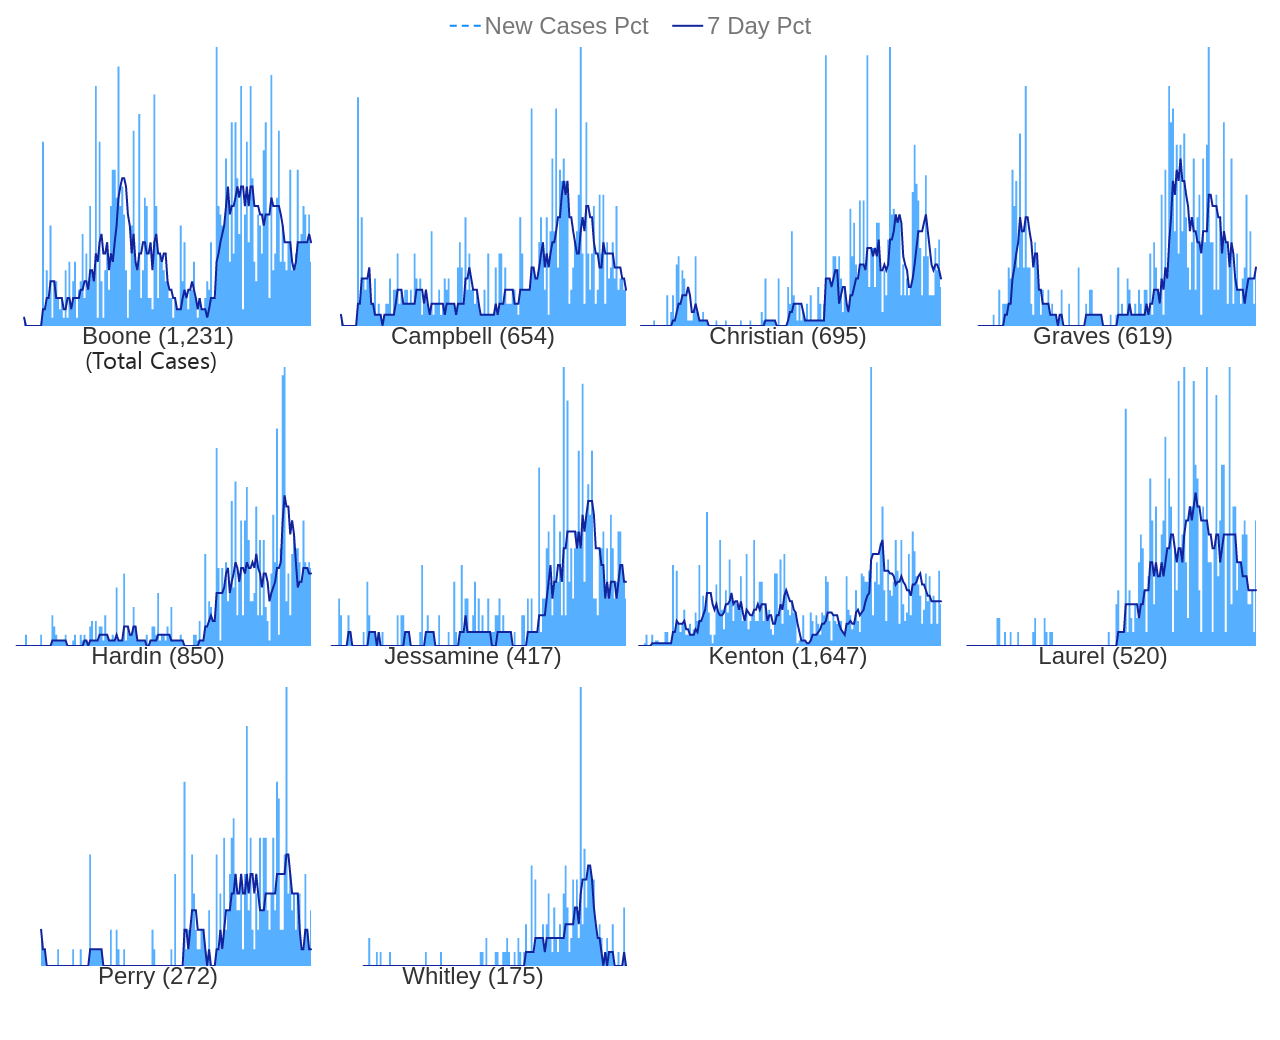 New Cases Pct 7 Day Pct
Boone (1,231) Campbell (654) Christian (695) Graves (619)
(Total Cases)
Hardin (850) Jessamine (417) Kenton (1,647) Laurel (520)
Perry (272) Whitley (175)